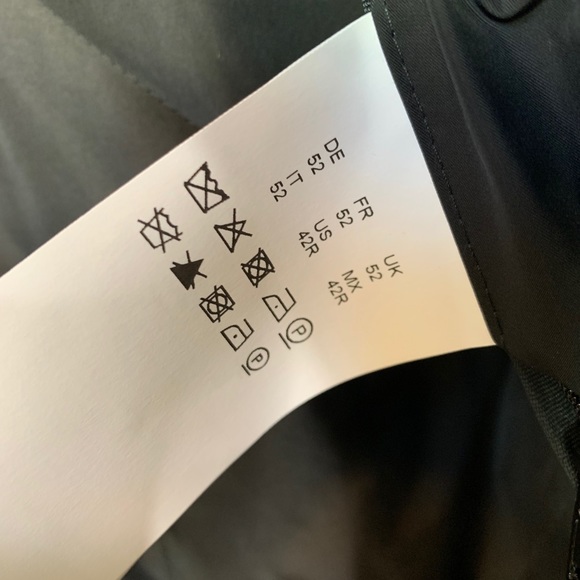 DE FR UK
52 52 52
IT US MX
52 42R 42R
P
P